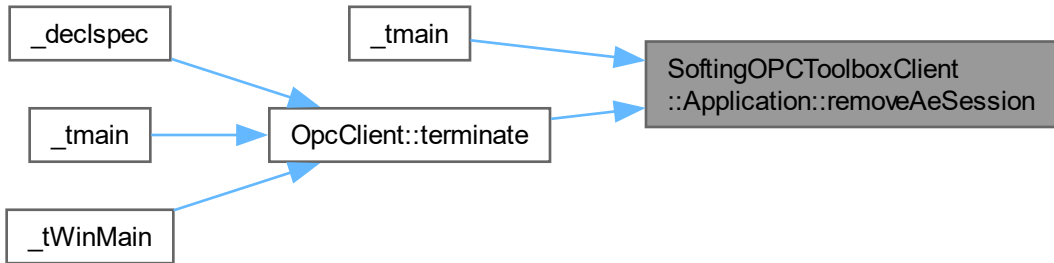 _declspec
_tmain
SoftingOPCToolboxClient
::Application::removeAeSession
_tmain
OpcClient::terminate
_tWinMain